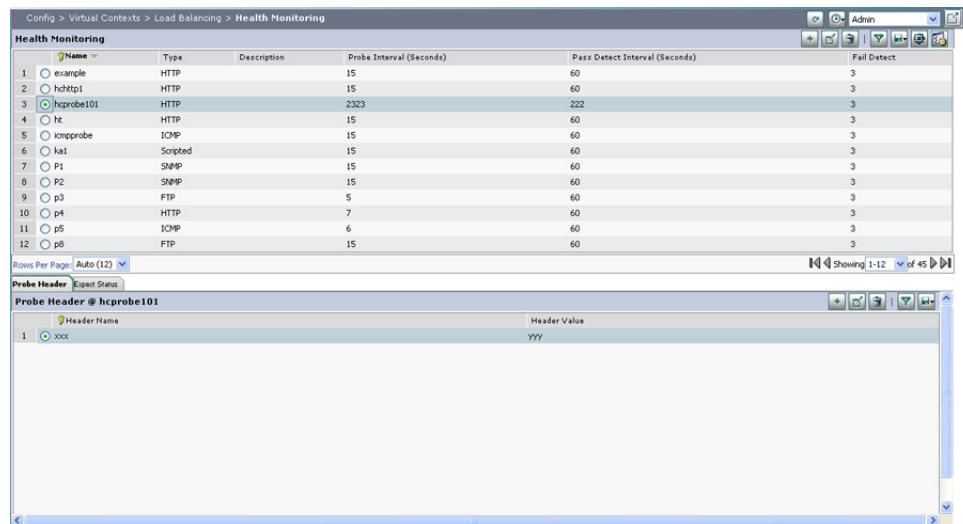 Config > Virtual Contexts > Load Balancing > Health Monitoring Admin
Health Monitoring
Name Type Description Probe Interval (Seconds) Pass Detect Interval (Seconds) Fail Detect
1 example HTTP 15 60 3
2 hchttp1 HTTP 15 60 3
3 hcprobe101 HTTP 2323 222 3
4 ht HTTP 15 60 3
5 icmpprobe ICMP 15 60 3
6 ka1 Scripted 15 60 3
7 P1 SNMP 15 60 3
8 P2 SNMP 15 60 3
9 p3 FTP 5 60 3
10 p4 HTTP 7 60 3
11 p5 ICMP 6 60 3
12 p8 FTP 15 60 3
Rows Per Page: Auto (12) Showing 1-12 of 45
Probe Header Expect Status
Probe Header @ hcprobe101
Header Name Header Value
1 xxx yyy